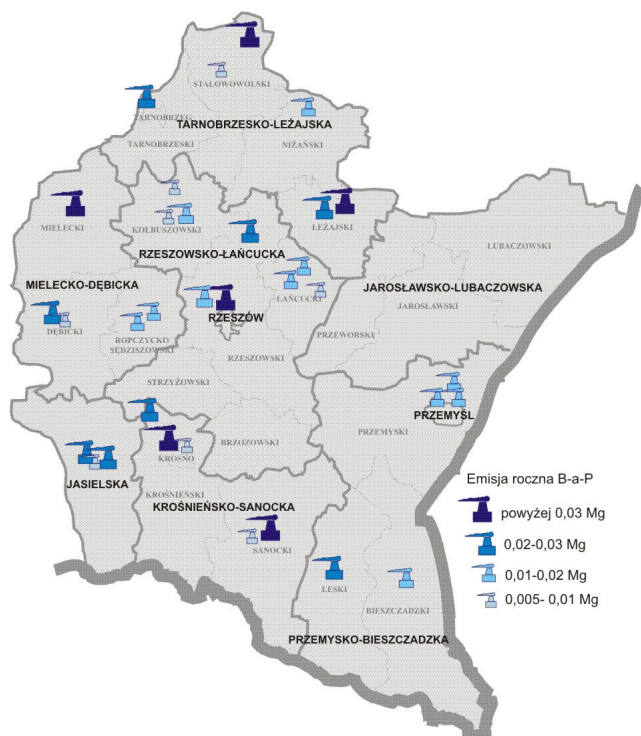 STALOWOWOLSKI
TARNOBRZEG
TARNOBRZESKO-LEŻAJSKA
TARNOBRZESKI
NIŻAŃSKI
MIELECKI
KOLBUSZOWSKI
LEŻAJSKI
LUBACZOWSKI
RZESZOWSKO-ŁAŃCUCKA
MIELECKO-DĘBICKA
JAROSŁAWSKO-LUBACZOWSKA
ŁAŃCUCKI
JAROSŁAWSKI
RZESZÓW
DĘBICKI
ROPCZYCKO
SĘDZISZOWSKI
PRZEWORSKI
RZESZOWSKI
STRZYŻOWSKI
PRZEMYŚL
PRZEMYSKI
BRZOZOWSKI
KROSNO
JASIELSKA
KROŚNIEŃSKI
KROŚNIEŃSKO-SANOCKA
SANOCKI
LESKI
BIESZCZADZKI
PRZEMYSKO-BIESZCZADZKA
Emisja roczna B-a-P
powyżej 0,03 Mg
0,02-0,03 Mg
0,01-0,02 Mg
0,005- 0,01 Mg